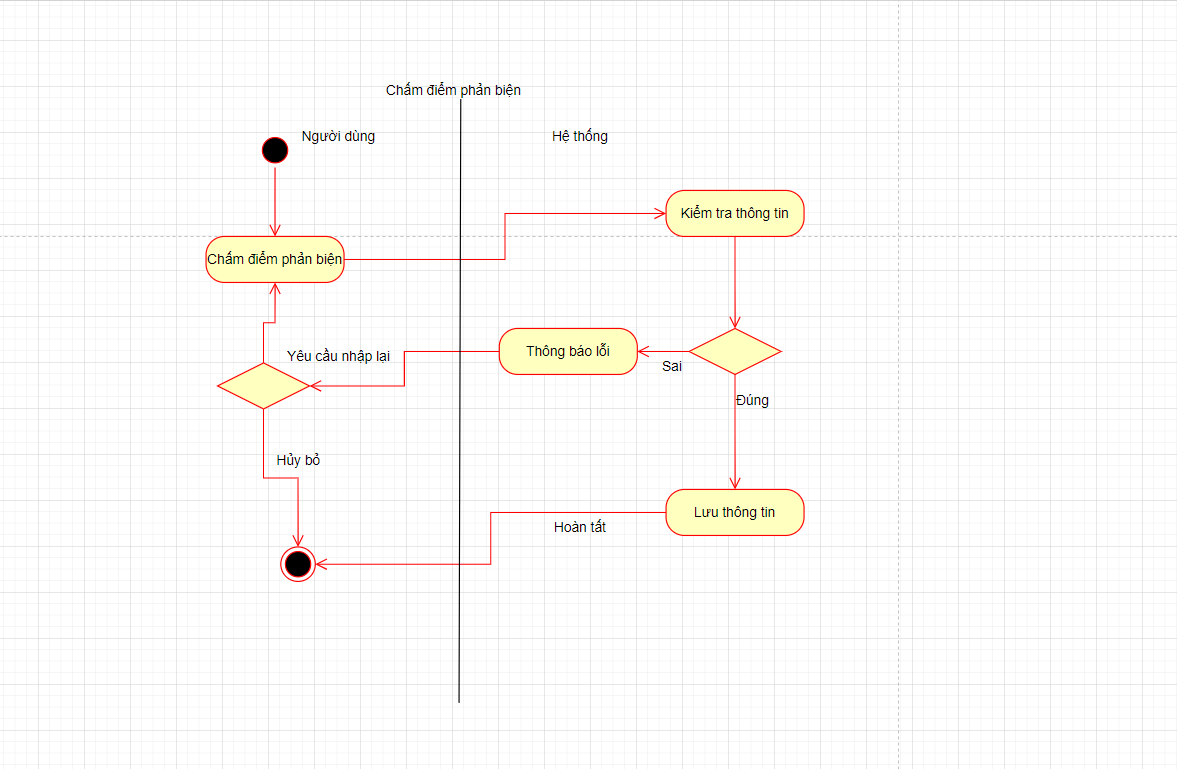 Chấm điểm phản biện
Người dùng
Hệ thống
Kiểm tra thông tin
Chấm điểm phản biện
Thông báo lỗi
Yêu cầu nhập lại
Sai
Đúng
Hủy bỏ
Lưu thông tin
Hoàn tất